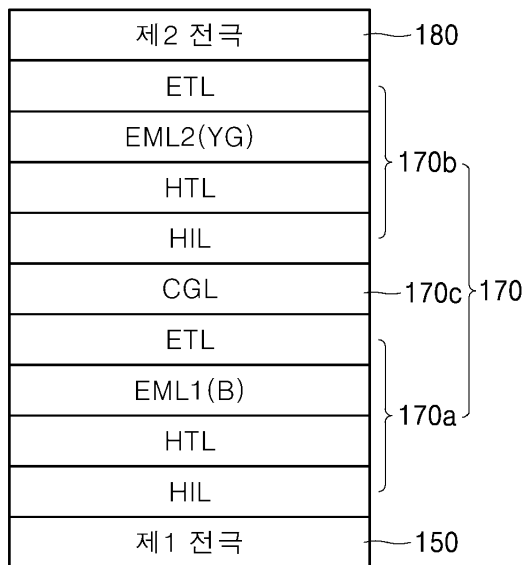 제2 전극 180
ETL
EML2(YG)
170b
HTL
HIL
CGL 170c 170
ETL
EML1(B)
170a
HTL
HIL
제1 전극 150